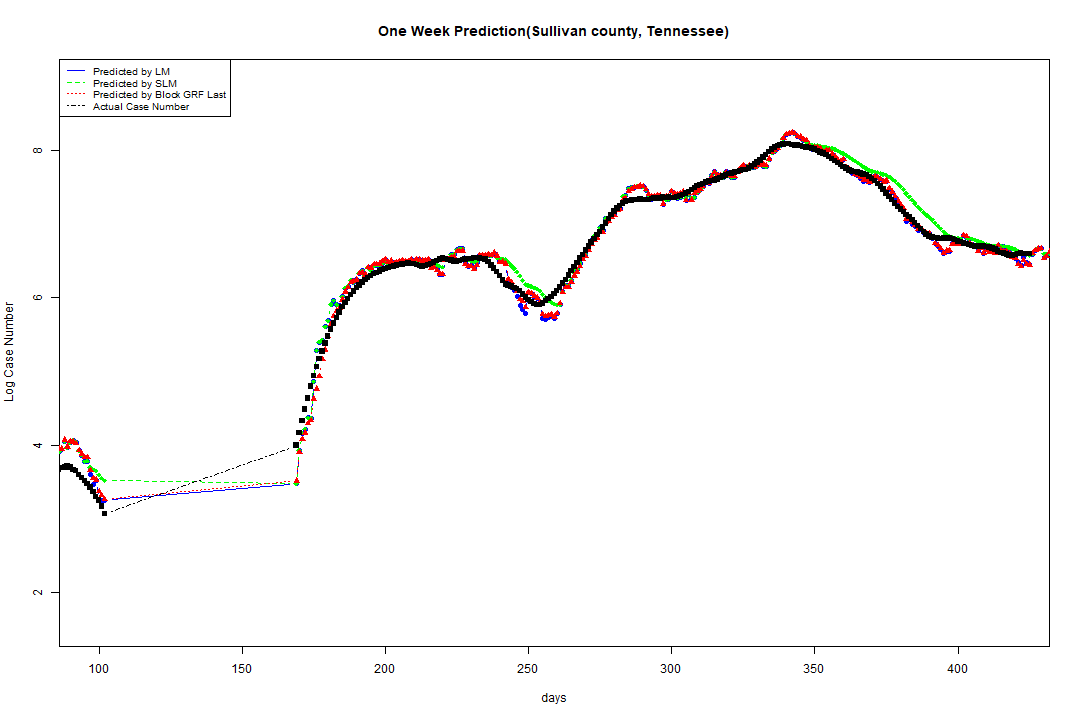 One Week Prediction(Sullivan county, Tennessee)
Predicted by LM
Predicted by SLM
Predicted by Block GRF Last
Actual Case Number
Log Case Number
8
6
4
2
100 150 200 250 300 350 400
days